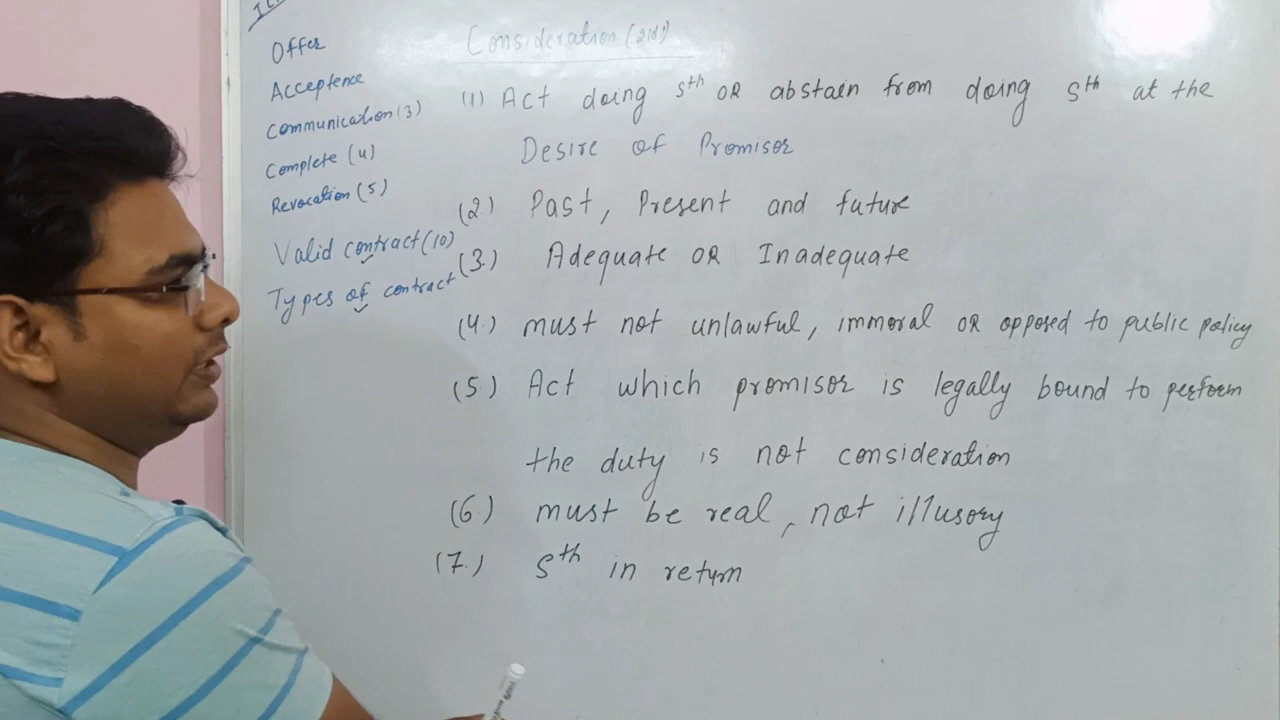 Offer
Acceptence
Communication (3)
Complete (4)
Revocation (5)
Valid contract (10)
Types of contract
Consideration (2(d))
(1) Act doing sth OR abstain from doing sth at the
Desire of Promisor
(2) Past, Present and future
(3.) Adequate OR Inadequate
(4.) must not unlawful, immoral OR opposed to public policy
(5.) Act which promisor is legally bound to perform
the duty is not consideration
(6.) must be real, not illusory
(7.) sth in return